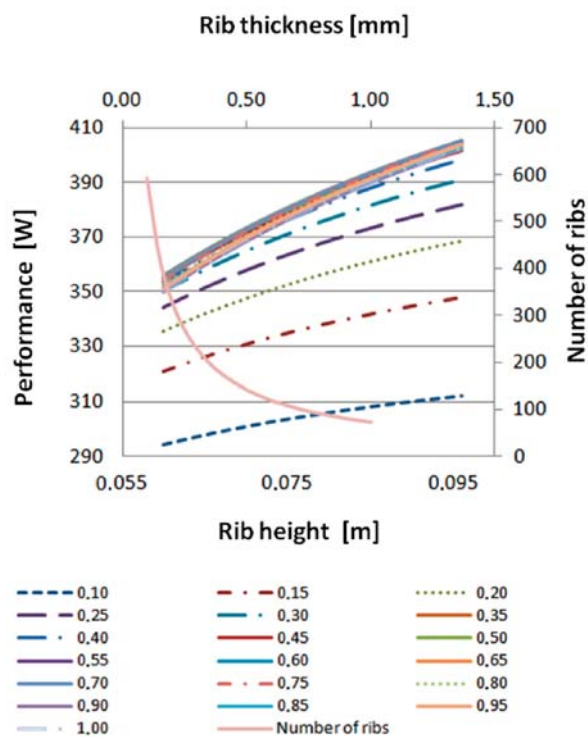 Rib thickness [mm]
0.00 0.50 1.00 1.50
410 700
390 600
370 500
350 400
330 300
310 200
290 100
0
Performance [W]
Number of ribs
0.055 0.075 0.095
Rib height [m]
0,10 0,15 0,20
0,25 0,30 0,35
0,40 0,45 0,50
0,55 0,60 0,65
0,70 0,75 0,80
0,90 0,85 0,95
1,00 Number of ribs